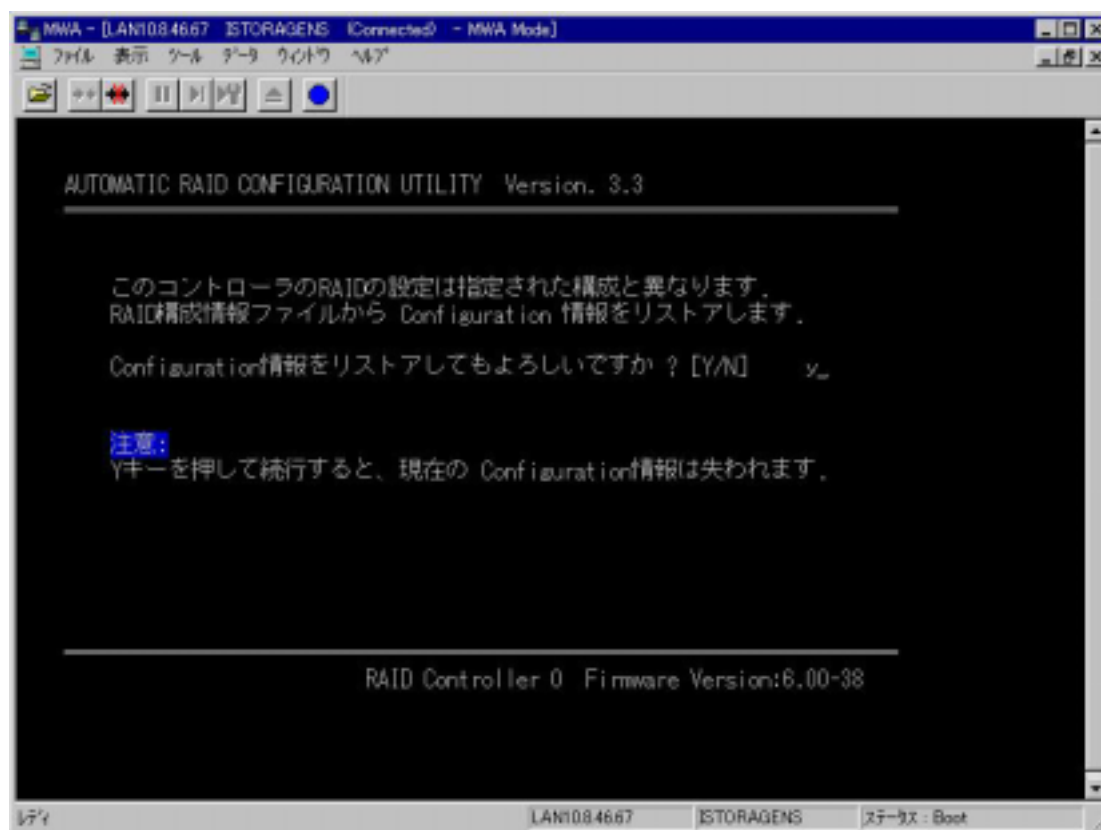 MWA - [LAN10.8.46.67 ISTORAGENS (Connected) - MWA Mode]
ファイル 表示 ツール データ ウィンドウ ヘルプ
AUTOMATIC RAID CONFIGURATION UTILITY Version. 3.3
このコントローラのRAIDの設定は指定された構成と異なります.
RAID構成情報ファイルから Configuration 情報をリストアします.
Configuration情報をリストアしてもよろしいですか ? [Y/N] y_
注意:
Yキーを押して続行すると、現在の Configuration情報は失われます.
RAID Controller 0 Firmware Version:6.00-38
レディ LAN10.8.46.67 ISTORAGENS ステータス : Boot